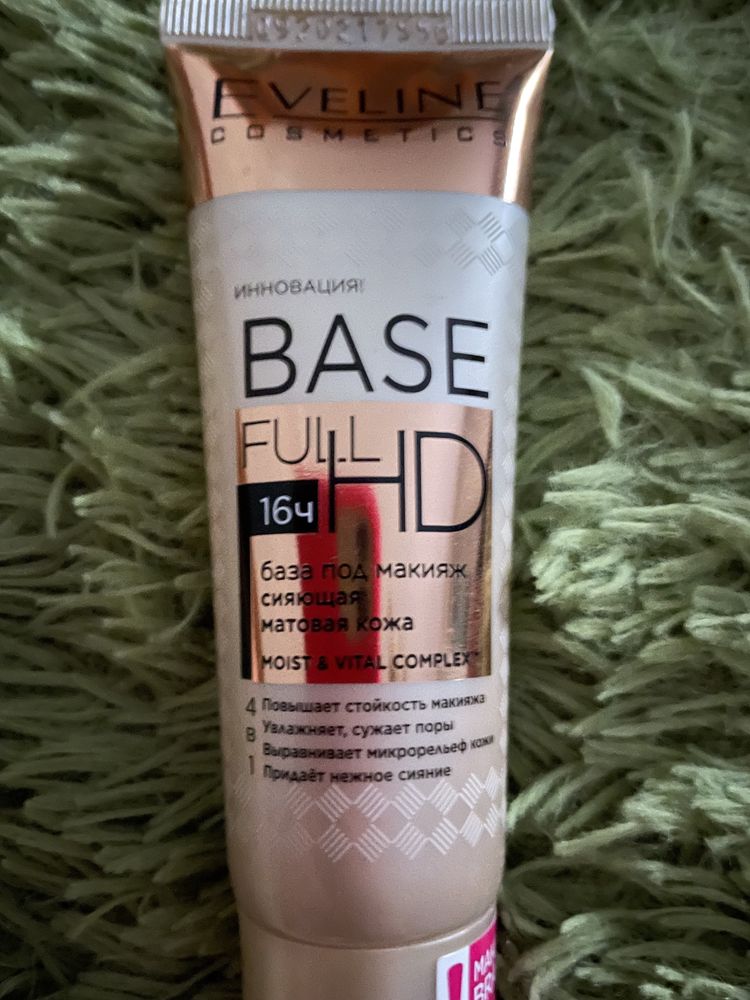 EVELINE
COSMETICS
ИННОВАЦИЯ!
BASE
FULL HD
16ч
база под макияж
сияющая
матовая кожа
MOIST & VITAL COMPLEX™
4 Повышает стойкость макияжа
в Увлажняет, сужает поры
1 Выравнивает микрорельеф кожи
Придаёт нежное сияние